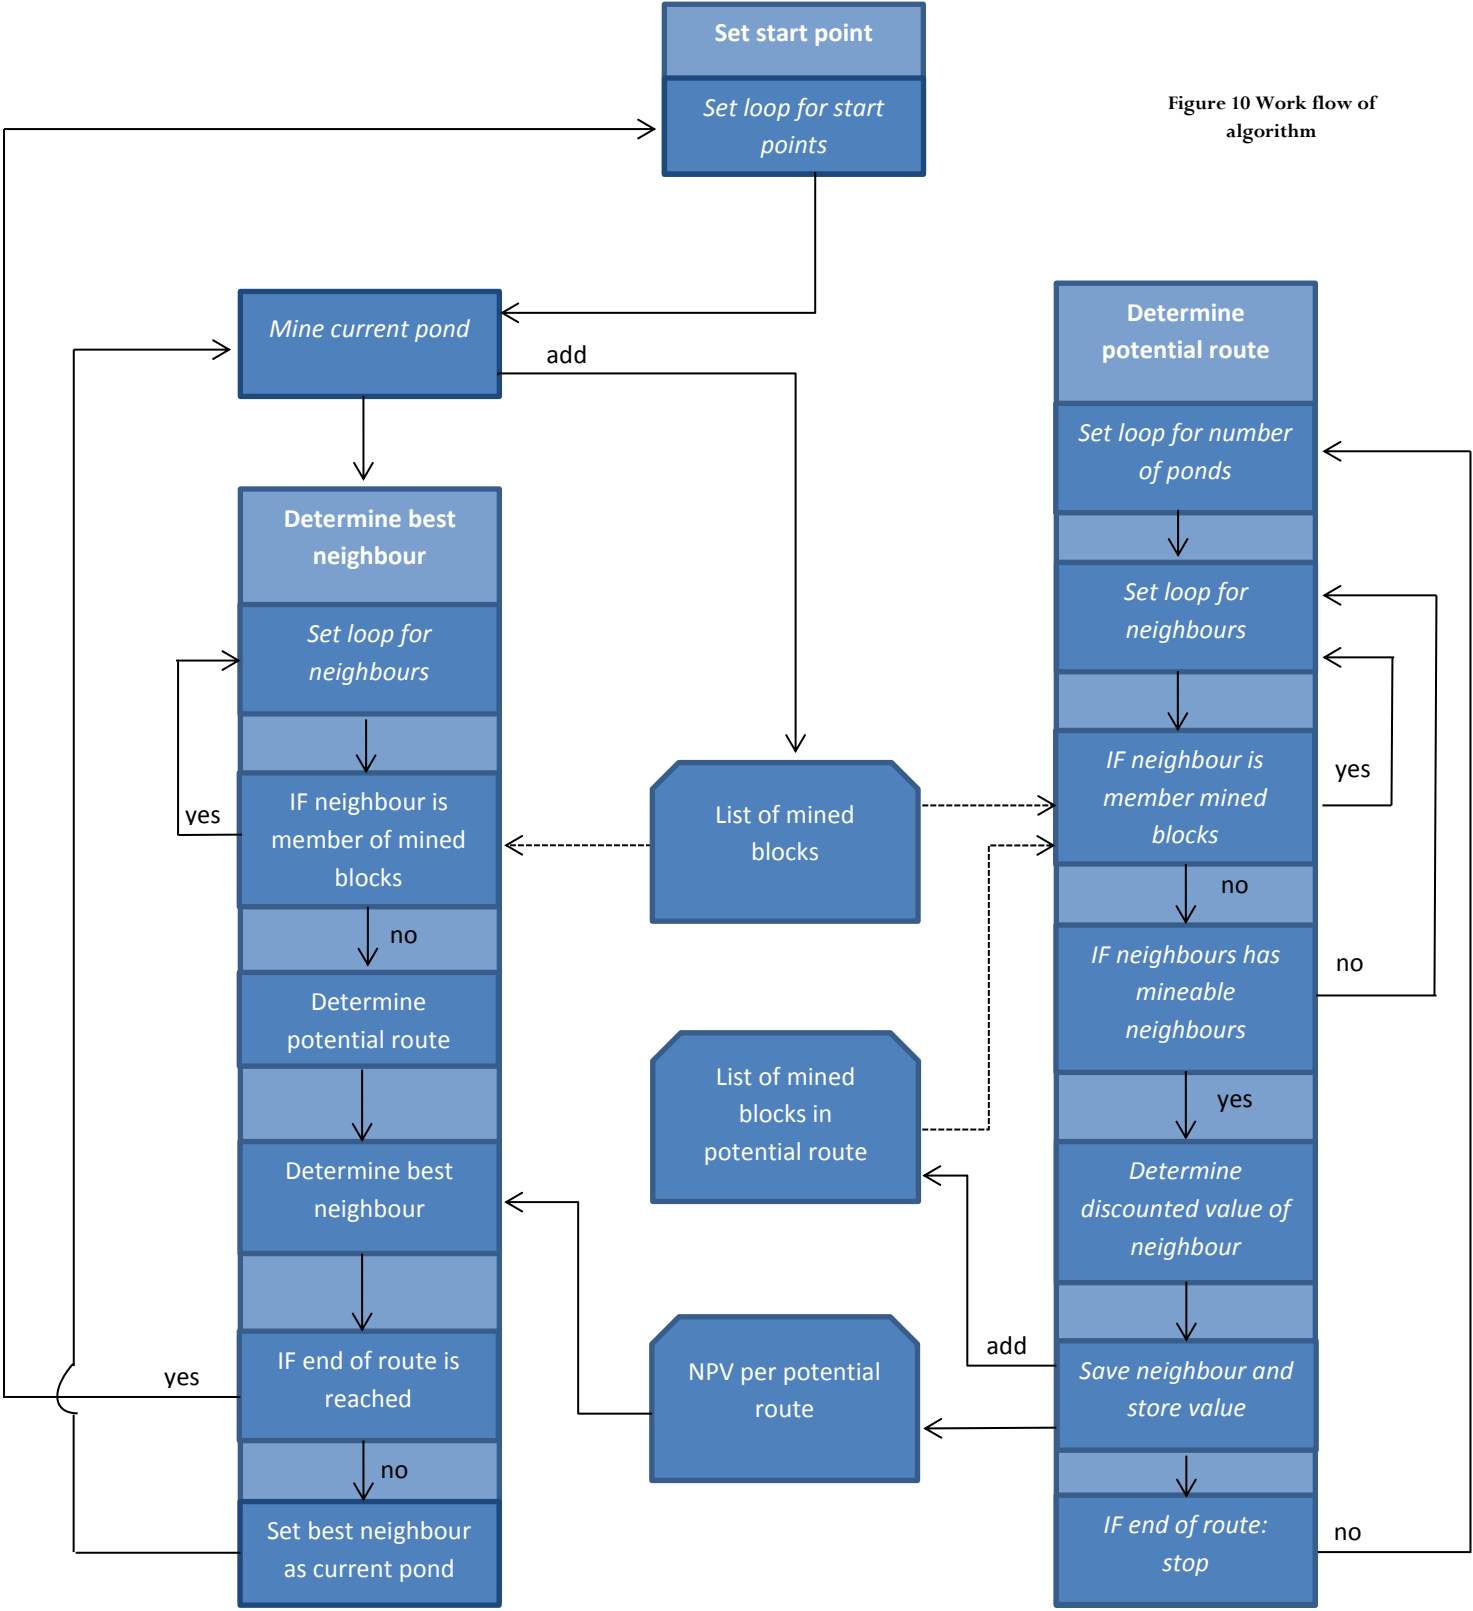 Set start point
Set loop for start
points
Figure 10 Work flow of
algorithm
Mine current pond
add
Determine best
neighbour
Set loop for
neighbours
yes
IF neighbour is
member of mined
blocks
no
Determine
potential route
Determine best
neighbour
IF end of route is
reached
yes
no
Set best neighbour
as current pond
List of mined
blocks
List of mined
blocks in
potential route
NPV per potential
route
Determine
potential route
Set loop for number
of ponds
Set loop for
neighbours
IF neighbour is
member mined
blocks
yes
no
IF neighbours has
mineable
neighbours
no
yes
Determine
discounted value of
neighbour
add
Save neighbour and
store value
IF end of route:
stop
no